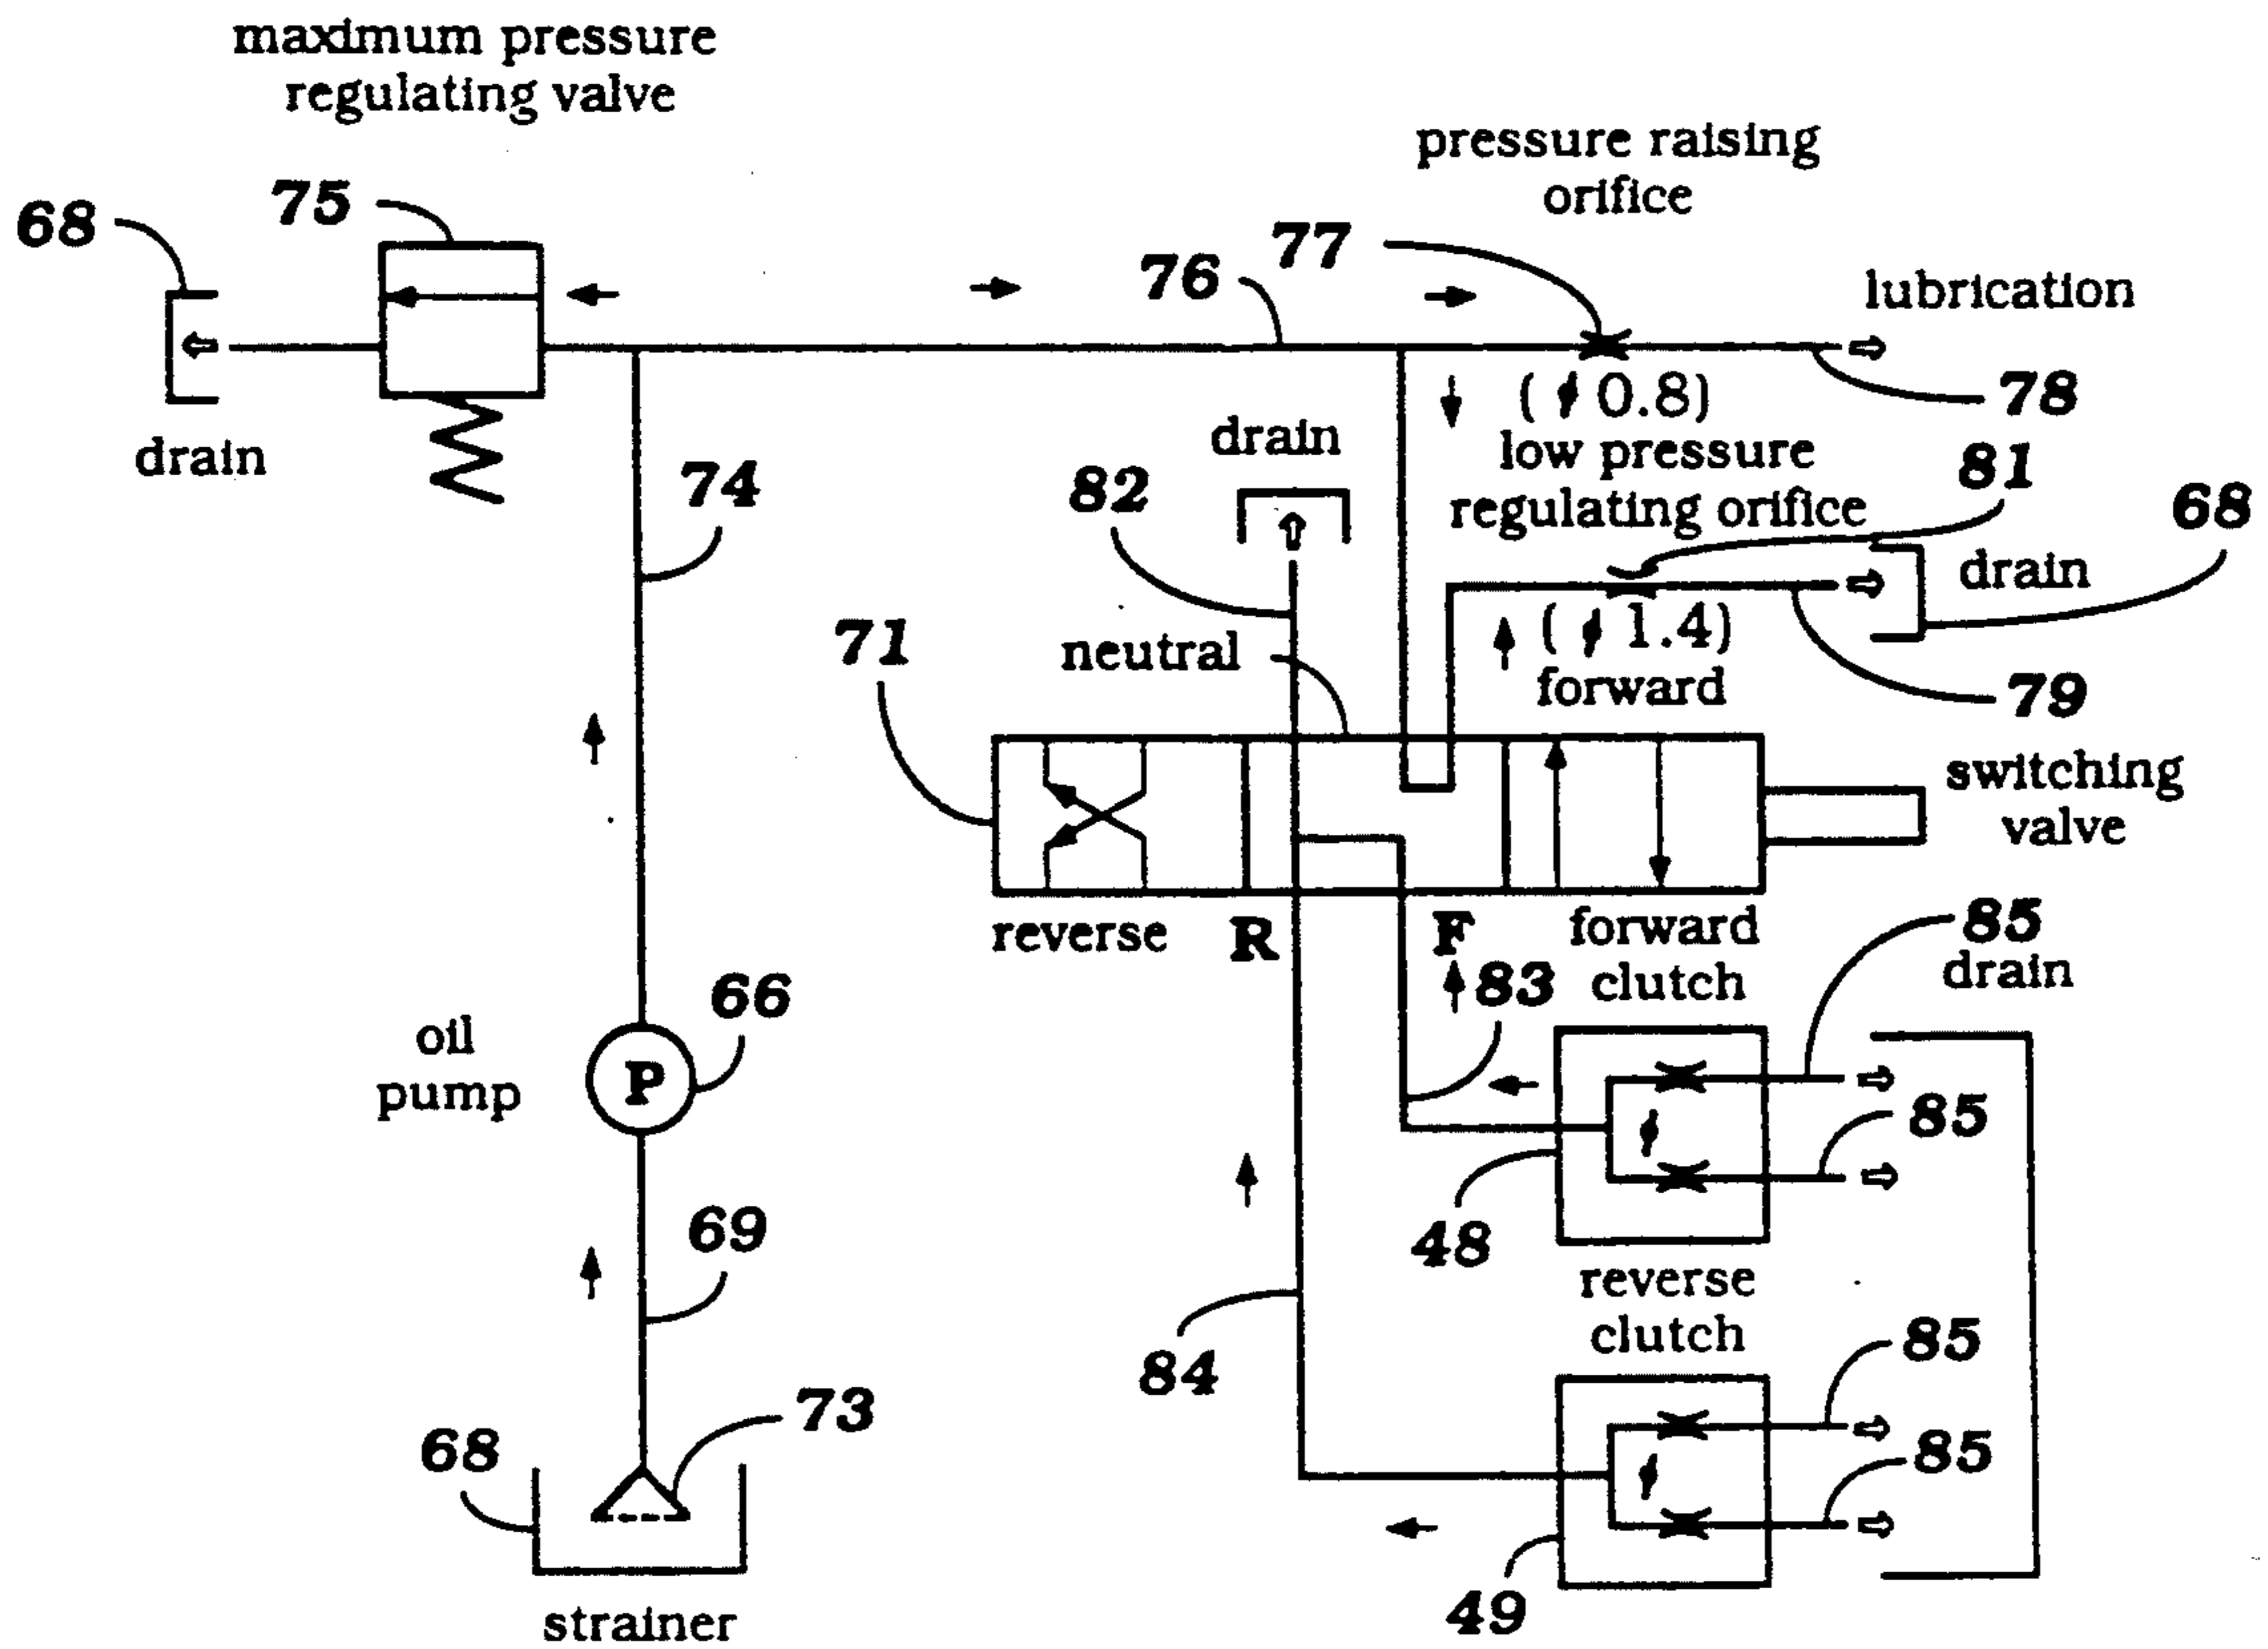 maximum pressure
regulating valve
pressure raising
orifice
68
75
76
77
lubrication
(ϕ 0.8)
78
drain
drain
low pressure
81
74
82
regulating orifice
68
drain
71
neutral
(ϕ 1.4)
forward
79
switching
valve
reverse
R
F
forward
clutch
85
drain
83
66
oil
pump
P
ϕ
85
69
48
reverse
clutch
84
85
73
68
ϕ
85
49
strainer